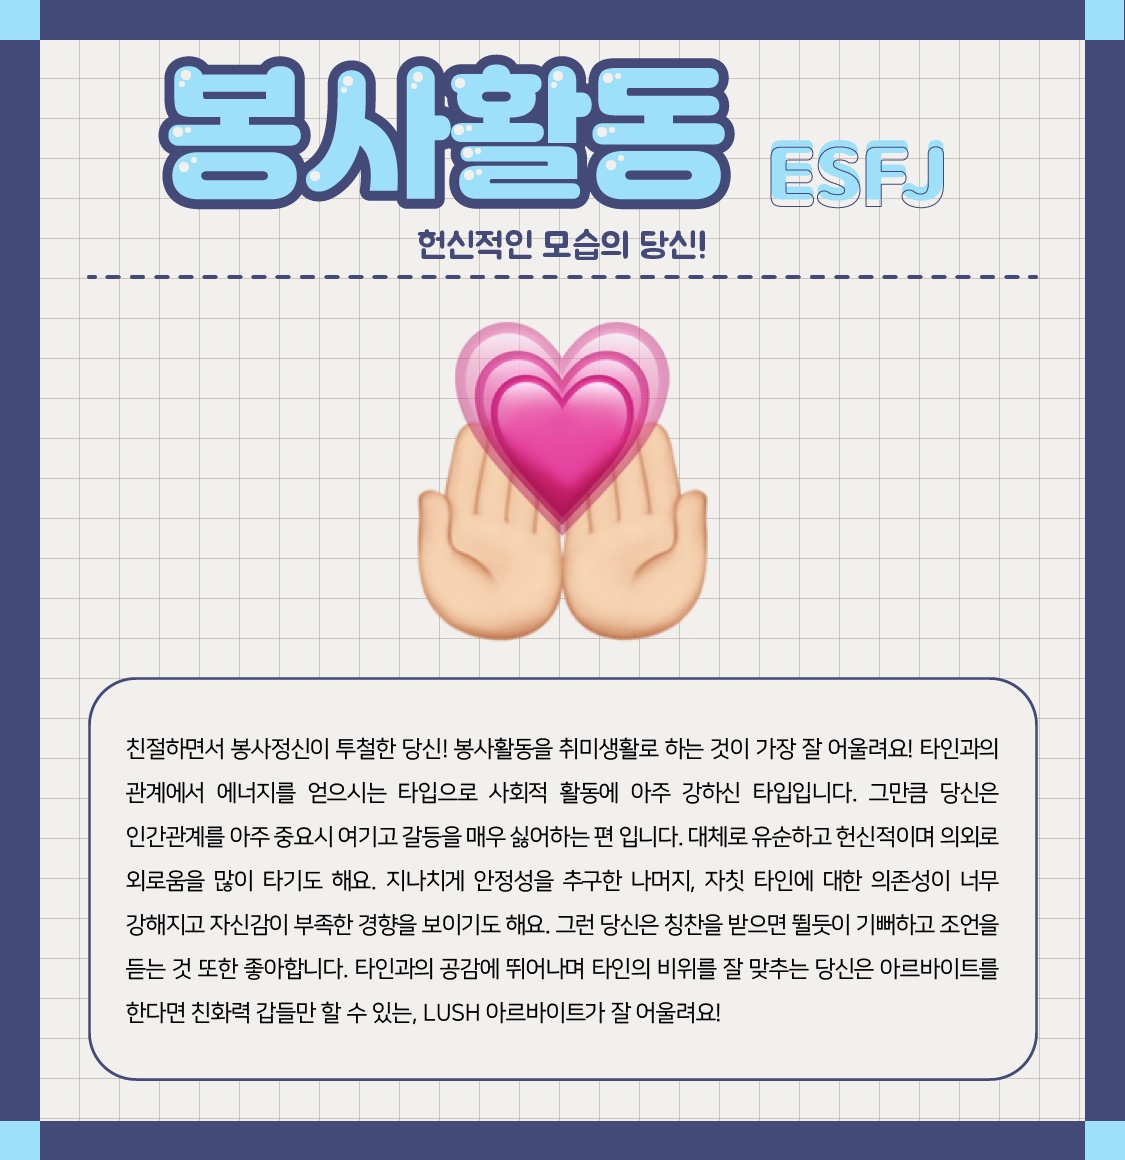 봉사활동 ESFJ
헌신적인 모습의 당신!
친절하면서 봉사정신이 투철한 당신! 봉사활동을 취미생활로 하는 것이 가장 잘 어울려요! 타인과의
관계에서 에너지를 얻으시는 타입으로 사회적 활동에 아주 강하신 타입입니다. 그만큼 당신은
인간관계를 아주 중요시 여기고 갈등을 매우 싫어하는 편 입니다. 대체로 유순하고 헌신적이며 의외로
외로움을 많이 타기도 해요. 지나치게 안정성을 추구한 나머지, 자칫 타인에 대한 의존성이 너무
강해지고 자신감이 부족한 경향을 보이기도 해요. 그런 당신은 칭찬을 받으면 뛸듯이 기뻐하고 조언을
듣는 것 또한 좋아합니다. 타인과의 공감에 뛰어나며 타인의 비위를 잘 맞추는 당신은 아르바이트를
한다면 친화력 갑들만 할 수 있는, LUSH 아르바이트가 잘 어울려요!